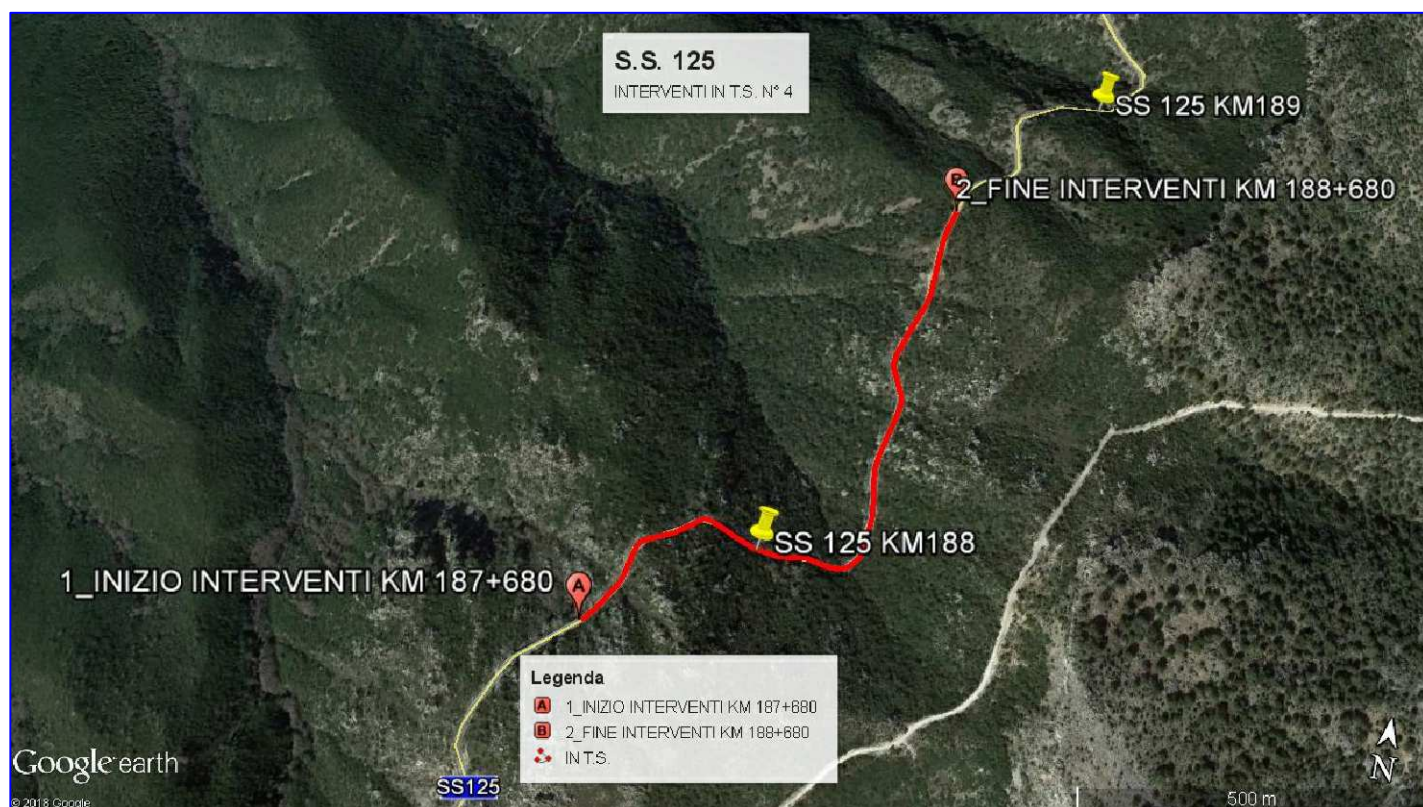 S.S. 125
INTERVENTI IN T.S. N° 4
SS 125 KM189
2_FINE INTERVENTI KM 188+680
SS 125 KM188
1_INIZIO INTERVENTI KM 187+680
A
Legenda
A 1_INIZIO INTERVENTI KM 187+680
B 2_FINE INTERVENTI KM 188+680
IN T.S.
Google earth
SS125
© 2018 Google
N
500 m